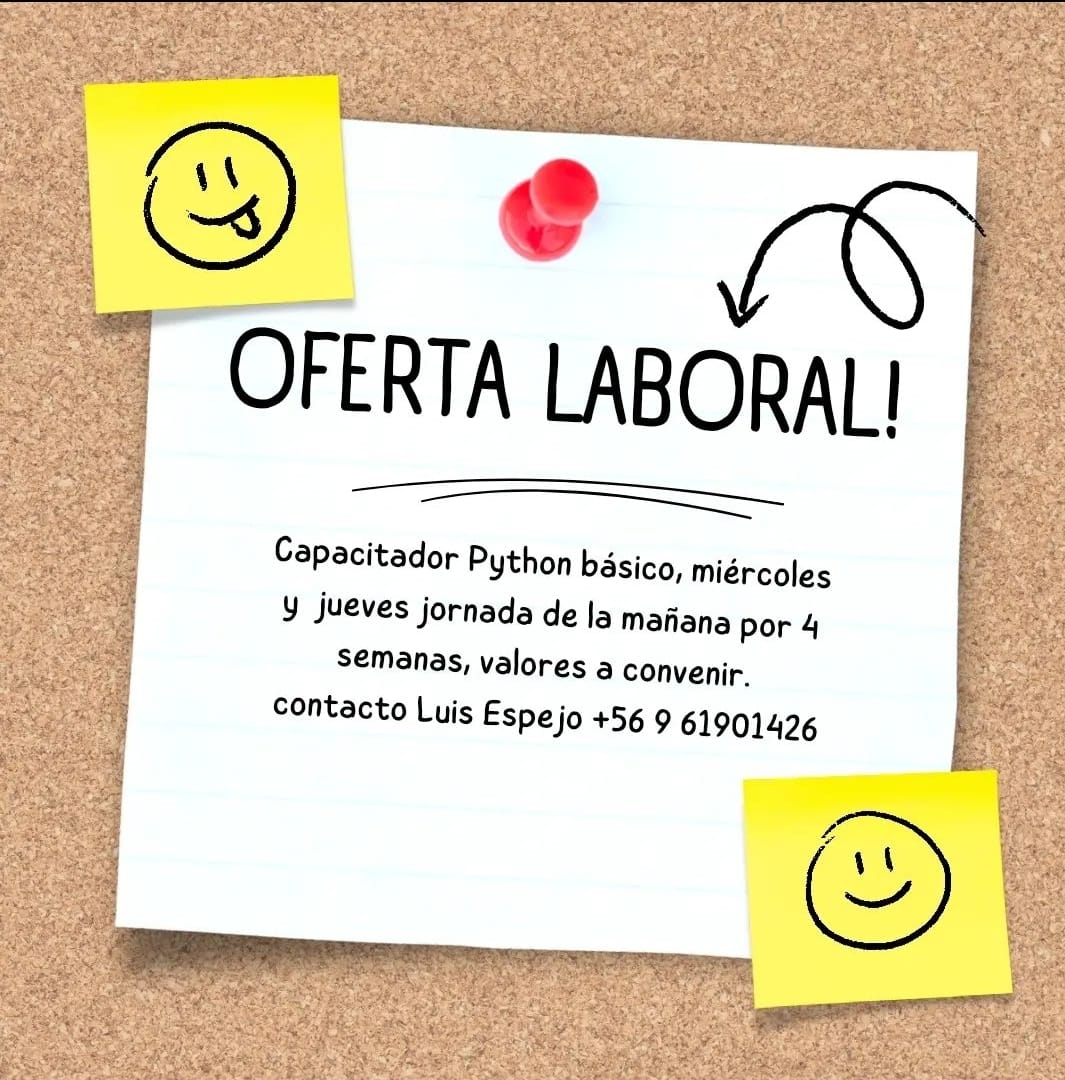 OFERTA LABORAL!
Capacitador Python básico, miércoles
y jueves jornada de la mañana por 4
semanas, valores a convenir.
contacto Luis Espejo +56 9 61901426